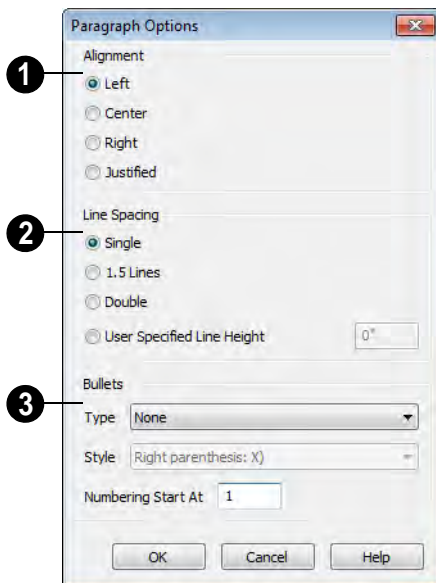 Paragraph Options
Alignment
1
Left
Center
Right
Justified
Line Spacing
2
Single
1.5 Lines
Double
User Specified Line Height 0"
Bullets
3
Type None
Style Right parenthesis: X)
Numbering Start At 1
OK Cancel Help